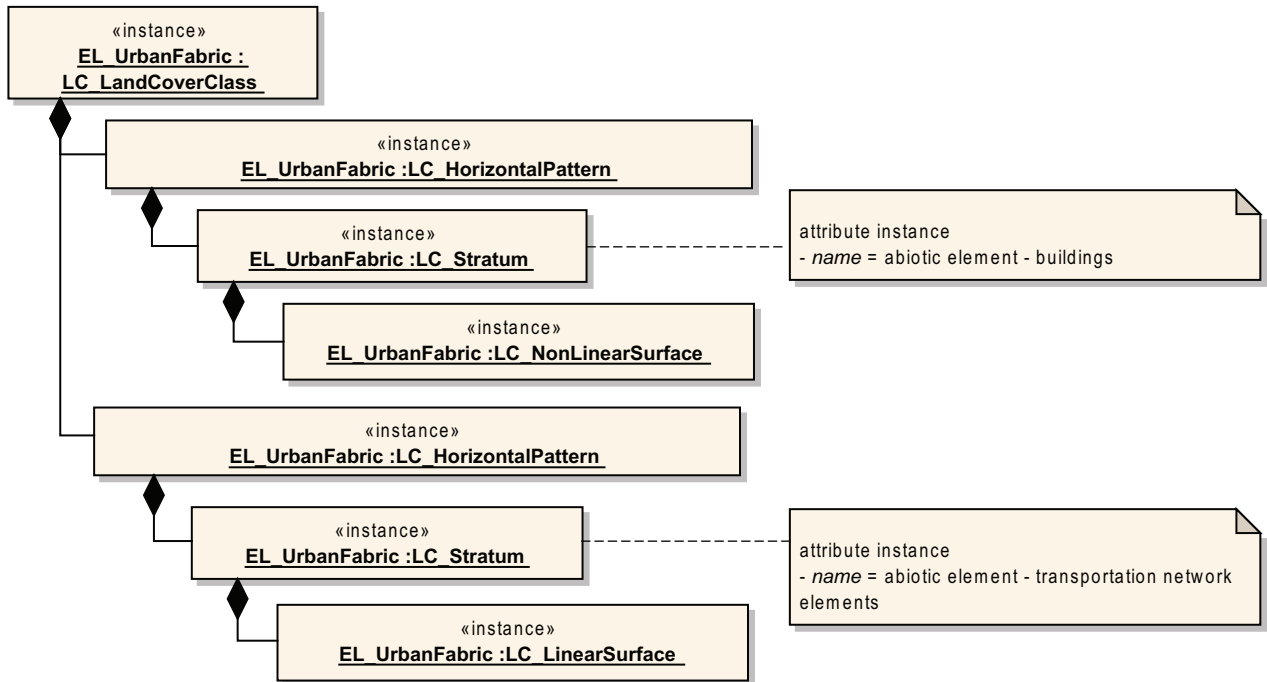 «instance»
EL_UrbanFabric :
LC_LandCoverClass
«instance»
EL_UrbanFabric :LC_HorizontalPattern
«instance»
EL_UrbanFabric :LC_Stratum
attribute instance
- name = abiotic element - buildings
«instance»
EL_UrbanFabric :LC_NonLinearSurface
«instance»
EL_UrbanFabric :LC_HorizontalPattern
«instance»
EL_UrbanFabric :LC_Stratum
attribute instance
- name = abiotic element - transportation network
elements
«instance»
EL_UrbanFabric :LC_LinearSurface